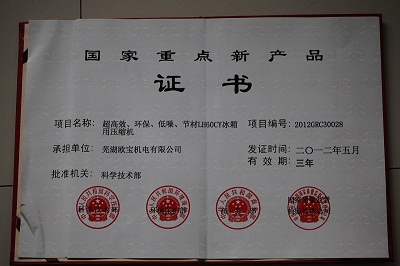 国家重点新产品
证书
项目名称：超高效、环保、低噪、节材LH60CY冰箱用压缩机
项目编号：2012GRC30028
承担单位：芜湖欧宝机电有限公司
发证时间：二〇一二年五月
有效期：三年
批准机关：科学技术部